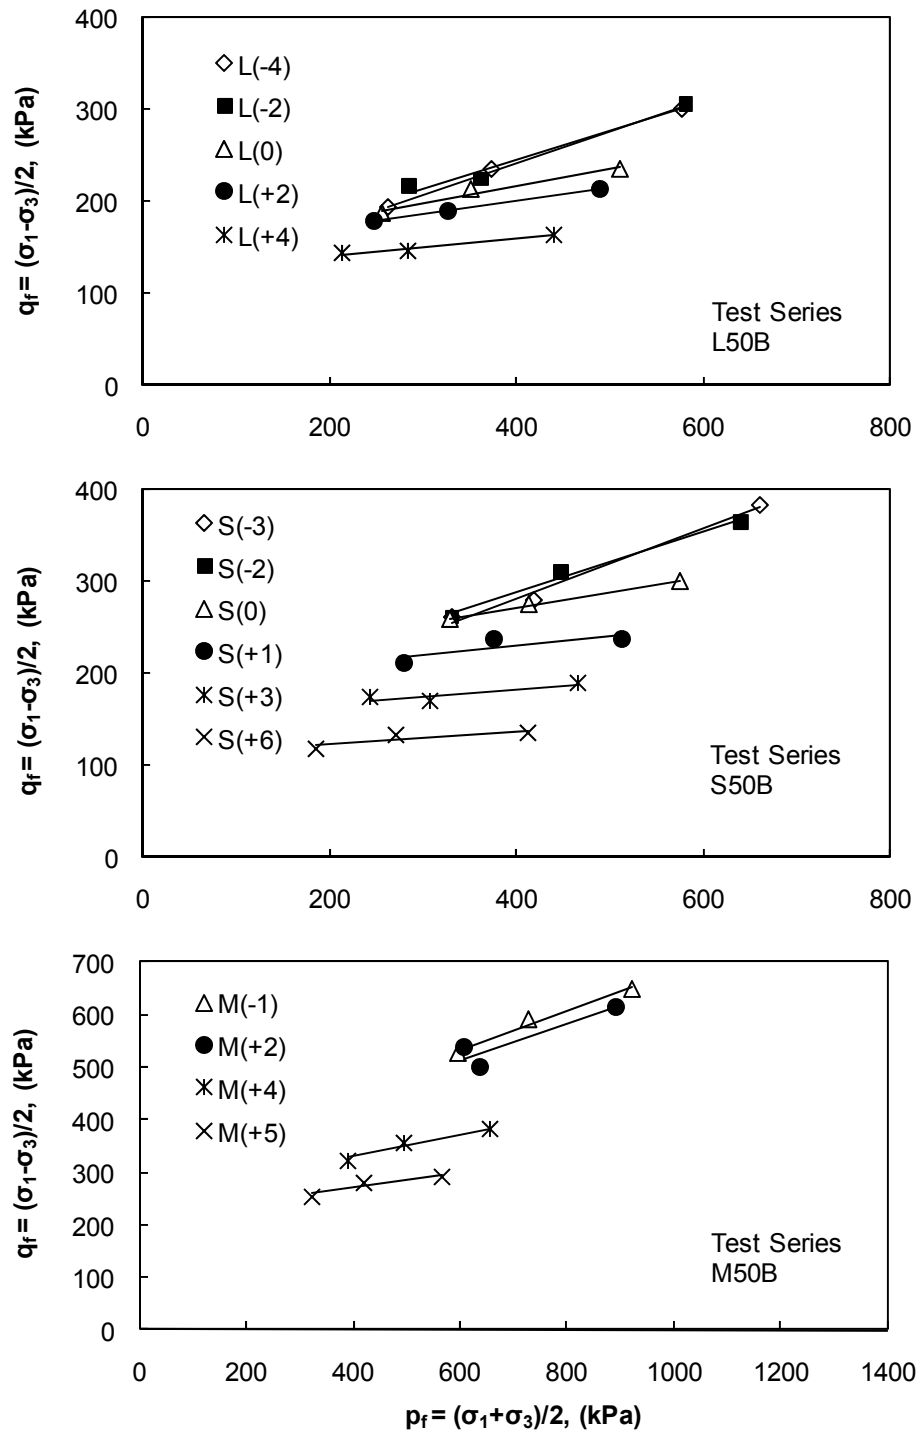 400
300
200
100
0
q_f = (σ₁-σ₃)/2, (kPa)
L(-4)
L(-2)
L(0)
L(+2)
L(+4)
Test Series
L50B
0 200 400 600 800
400
300
200
100
0
q_f = (σ₁-σ₃)/2, (kPa)
S(-3)
S(-2)
S(0)
S(+1)
S(+3)
S(+6)
Test Series
S50B
0 200 400 600 800
700
600
500
400
300
200
100
0
q_f = (σ₁-σ₃)/2, (kPa)
M(-1)
M(+2)
M(+4)
M(+5)
Test Series
M50B
0 200 400 600 800 1000 1200 1400
p_f = (σ₁+σ₃)/2, (kPa)